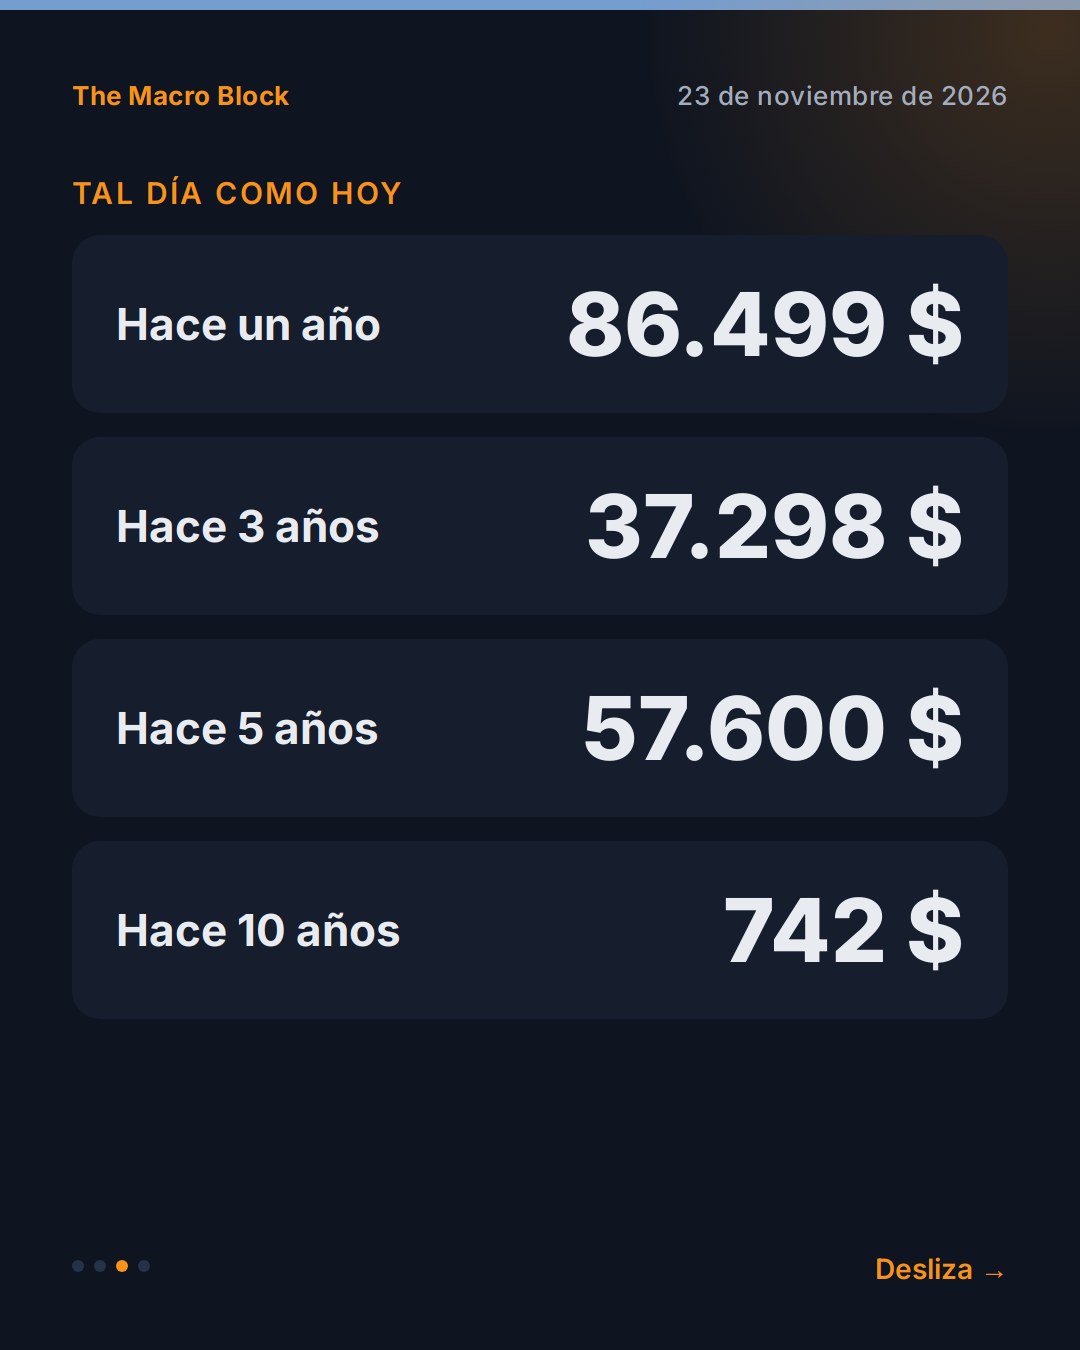 The Macro Block
23 de noviembre de 2026
TAL DÍA COMO HOY
Hace un año 86.499 $
Hace 3 años 37.298 $
Hace 5 años 57.600 $
Hace 10 años 742 $
Desliza →